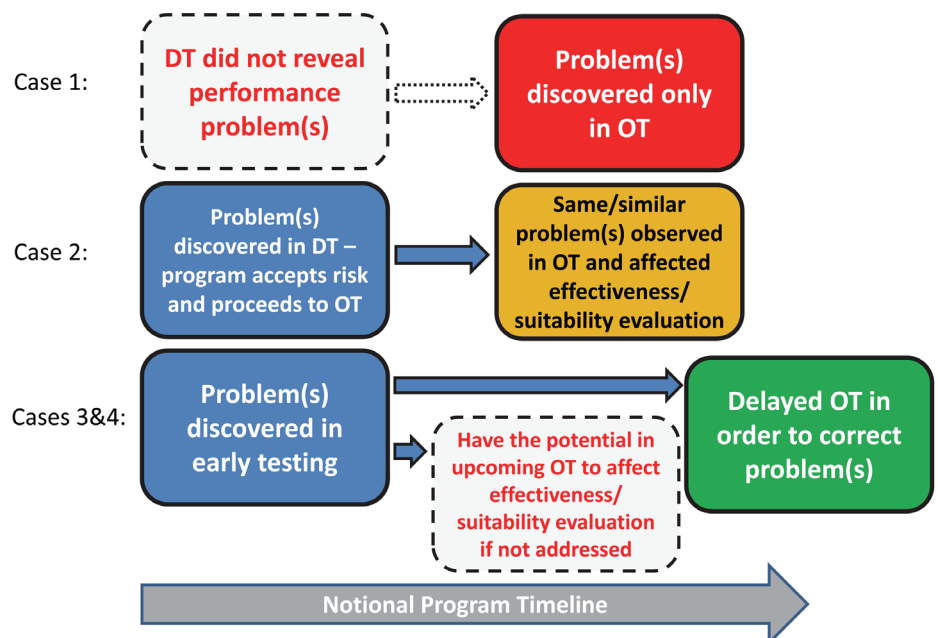 Case 1:
DT did not reveal
performance
problem(s)
Problem(s)
discovered only
in OT
Case 2:
Problem(s)
discovered in DT –
program accepts risk
and proceeds to OT
Same/similar
problem(s) observed
in OT and affected
effectiveness/
suitability evaluation
Cases 3&4:
Problem(s)
discovered in
early testing
Have the potential in
upcoming OT to affect
effectiveness/
suitability evaluation
if not addressed
Delayed OT in
order to correct
problem(s)
Notional Program Timeline